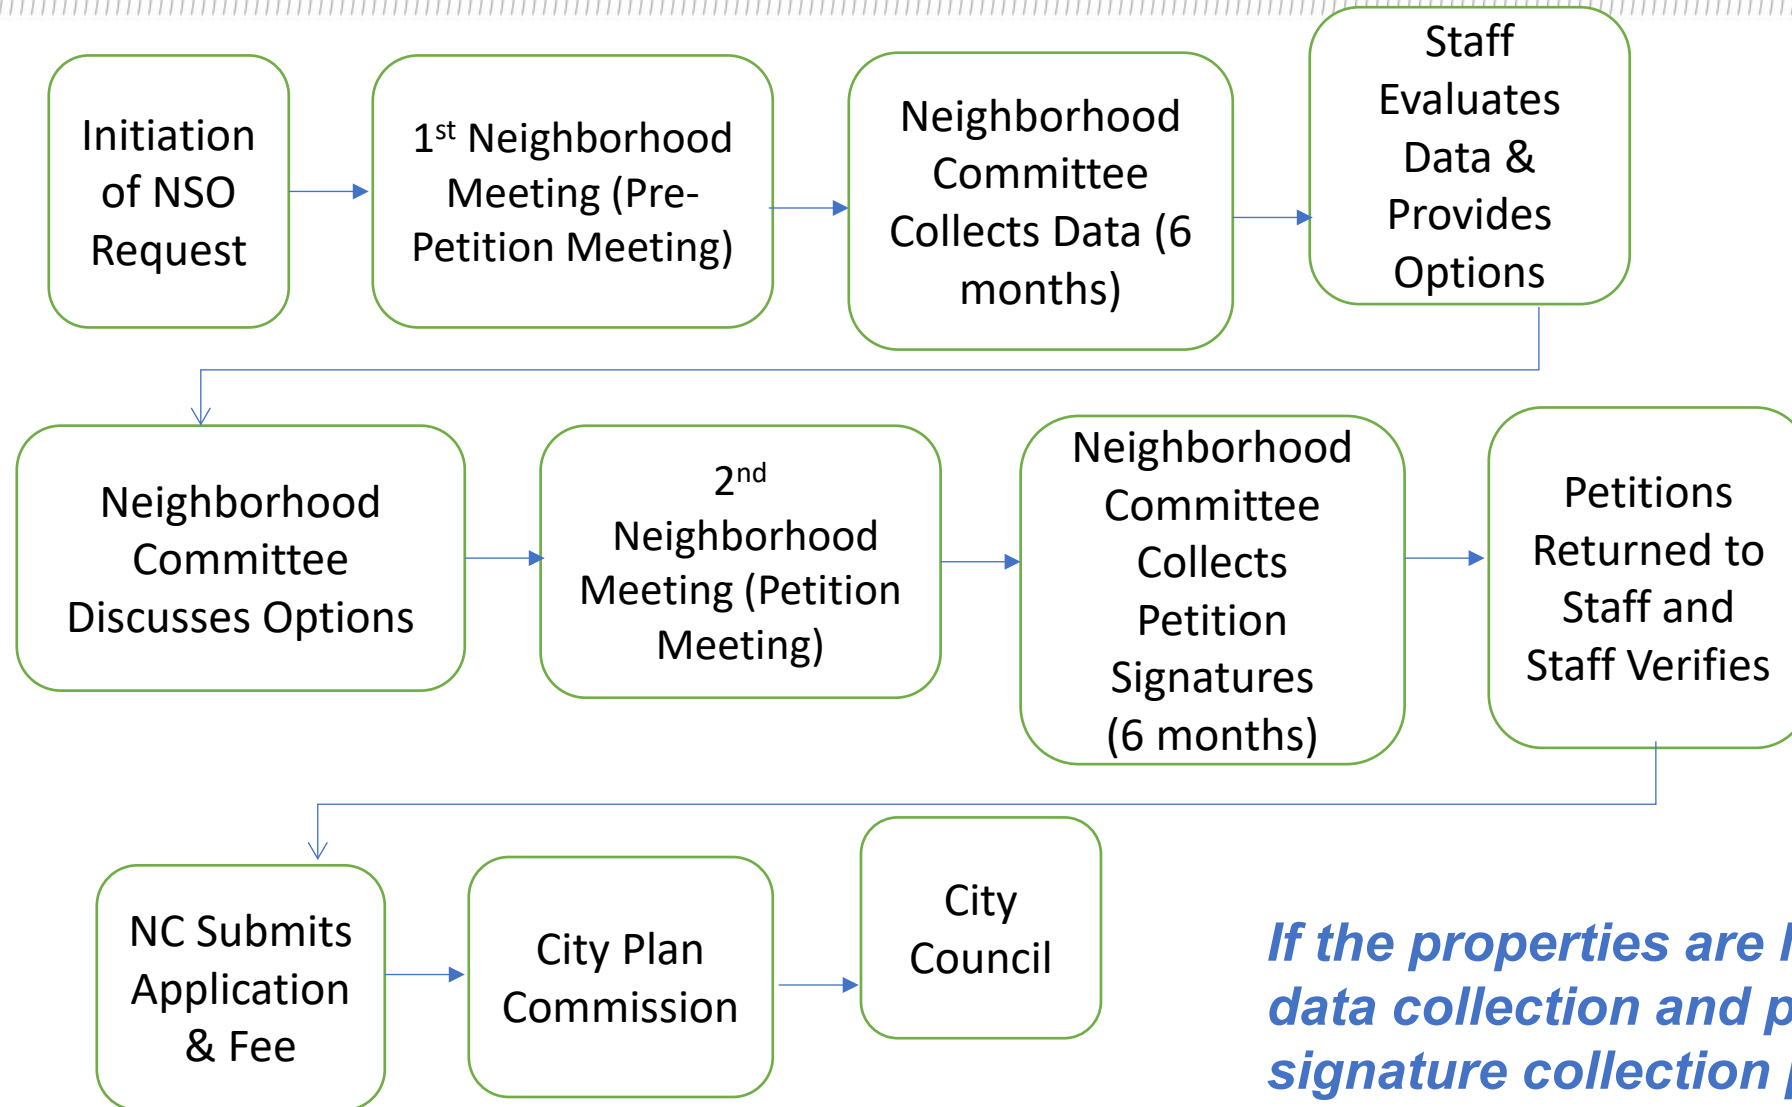 Initiation
of NSO
Request
1st Neighborhood
Meeting (Pre-
Petition Meeting)
Neighborhood
Committee
Collects Data (6
months)
Staff
Evaluates
Data &
Provides
Options
Neighborhood
Committee
Discusses Options
2nd
Neighborhood
Meeting (Petition
Meeting)
Neighborhood
Committee
Collects
Petition
Signatures
(6 months)
Petitions
Returned to
Staff and
Staff Verifies
NC Submits
Application
& Fee
City Plan
Commission
City
Council
If the properties are
data collection and
signature collection